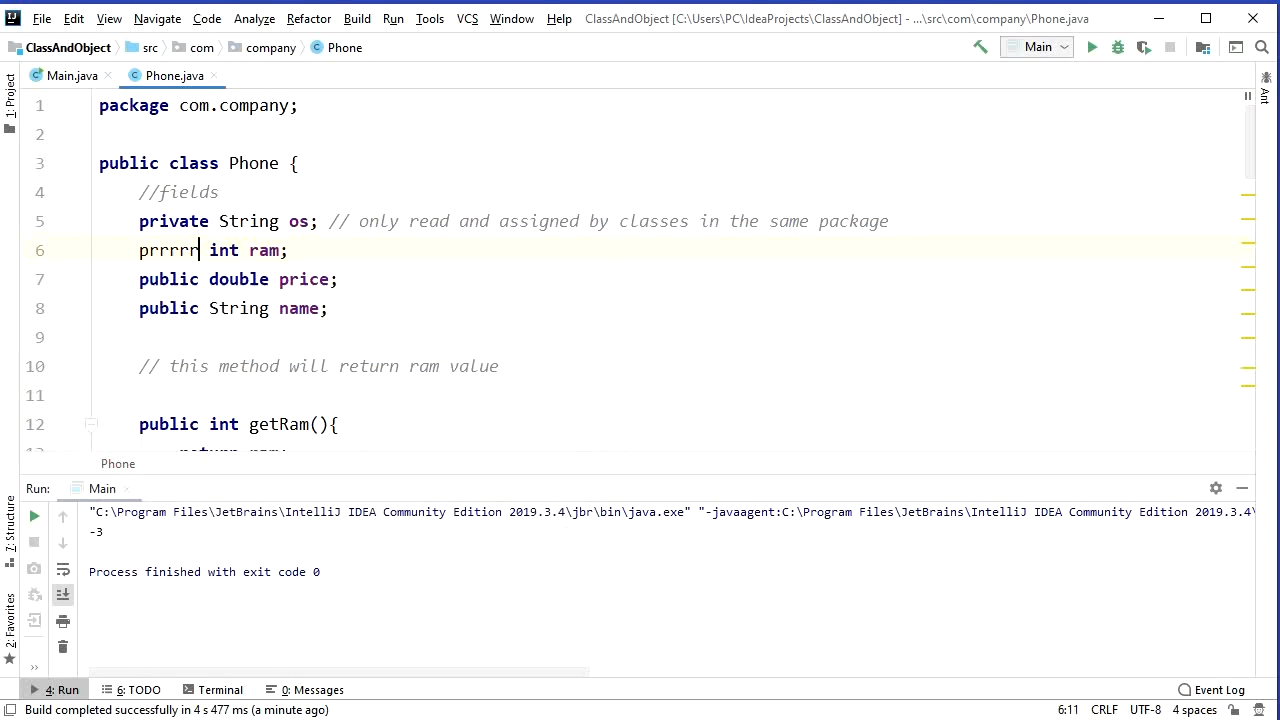 File Edit View Navigate Code Analyze Refactor Build Run Tools VCS Window Help ClassAndObject [C:\Users\PC\IdeaProjects\ClassAndObject] - ...\src\com\company\Phone.java
ClassAndObject src com company Phone Main
Main.java Phone.java
1: Project
Ant
1 package com.company;
2
3 public class Phone {
4 //fields
5 private String os; // only read and assigned by classes in the same package
6 prrrrr int ram;
7 public double price;
8 public String name;
9
10 // this method will return ram value
11
12 public int getRam(){
Phone
Run: Main
"C:\Program Files\JetBrains\IntelliJ IDEA Community Edition 2019.3.4\jbr\bin\java.exe" "-javaagent:C:\Program Files\JetBrains\IntelliJ IDEA Community Edition 2019.3.4\
-3
Process finished with exit code 0
7: Structure
2: Favorites
4: Run 6: TODO Terminal 0: Messages Event Log
Build completed successfully in 4 s 477 ms (a minute ago) 6:11 CRLF UTF-8 4 spaces